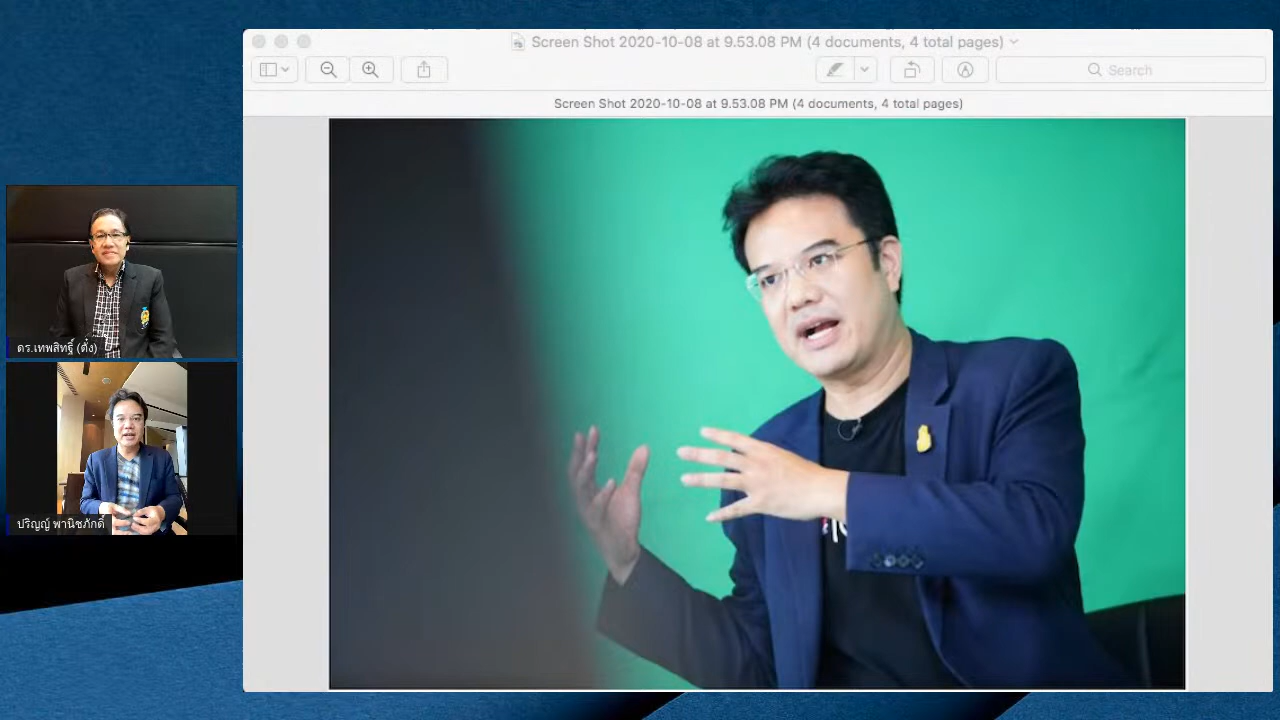 Screen Shot 2020-10-08 at 9.53.08 PM (4 documents, 4 total pages)
Search
Screen Shot 2020-10-08 at 9.53.08 PM (4 documents, 4 total pages)
ดร.เทพสิทธิ์ (ตั๋ง)
ปริญญ์ พานิชภักดิ์